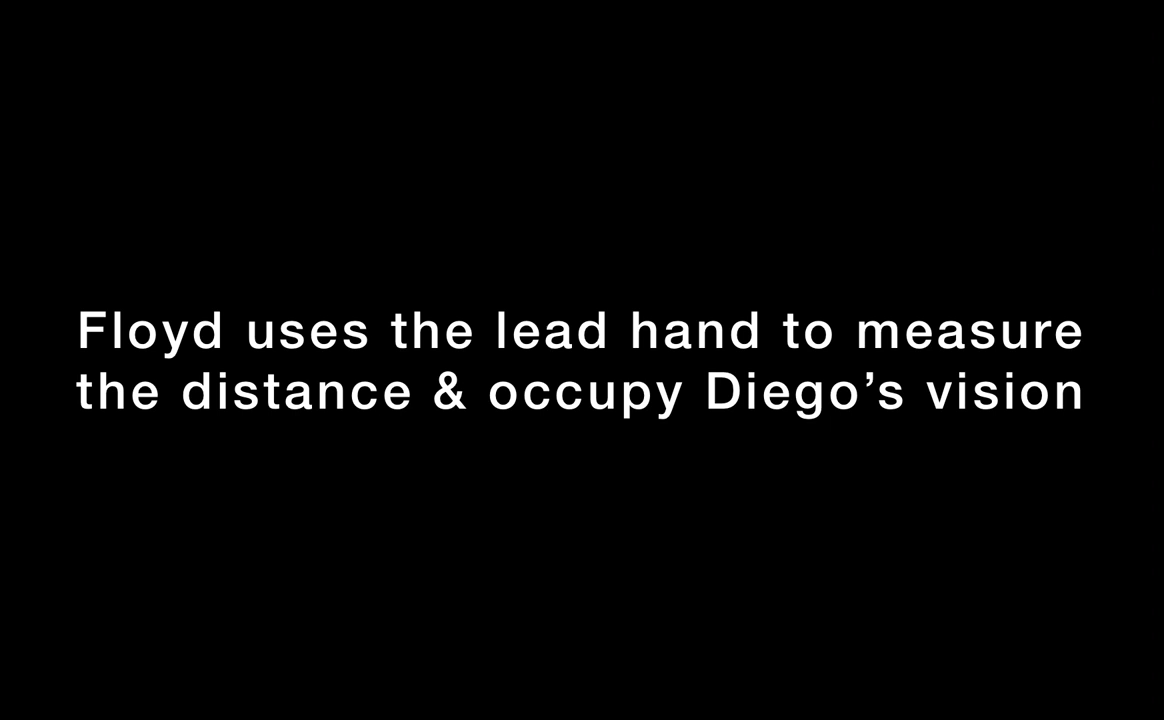 Floyd uses the lead hand to measure
the distance & occupy Diego’s vision